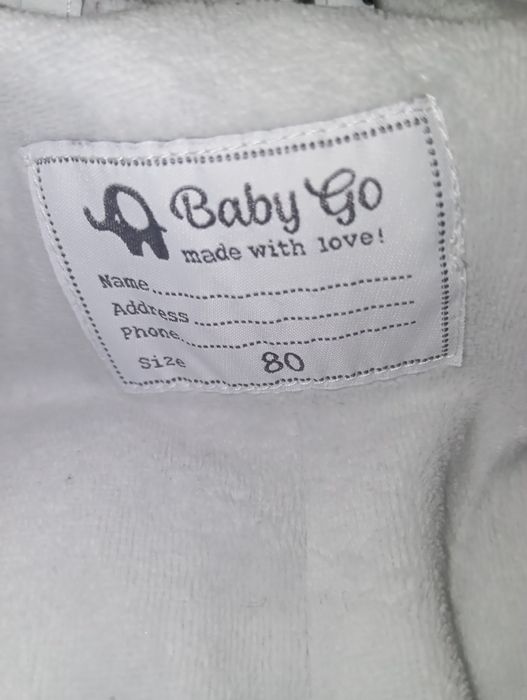 Baby Go
made with love!
Name..............................
Address ..........................
Phone.............................
Size 80